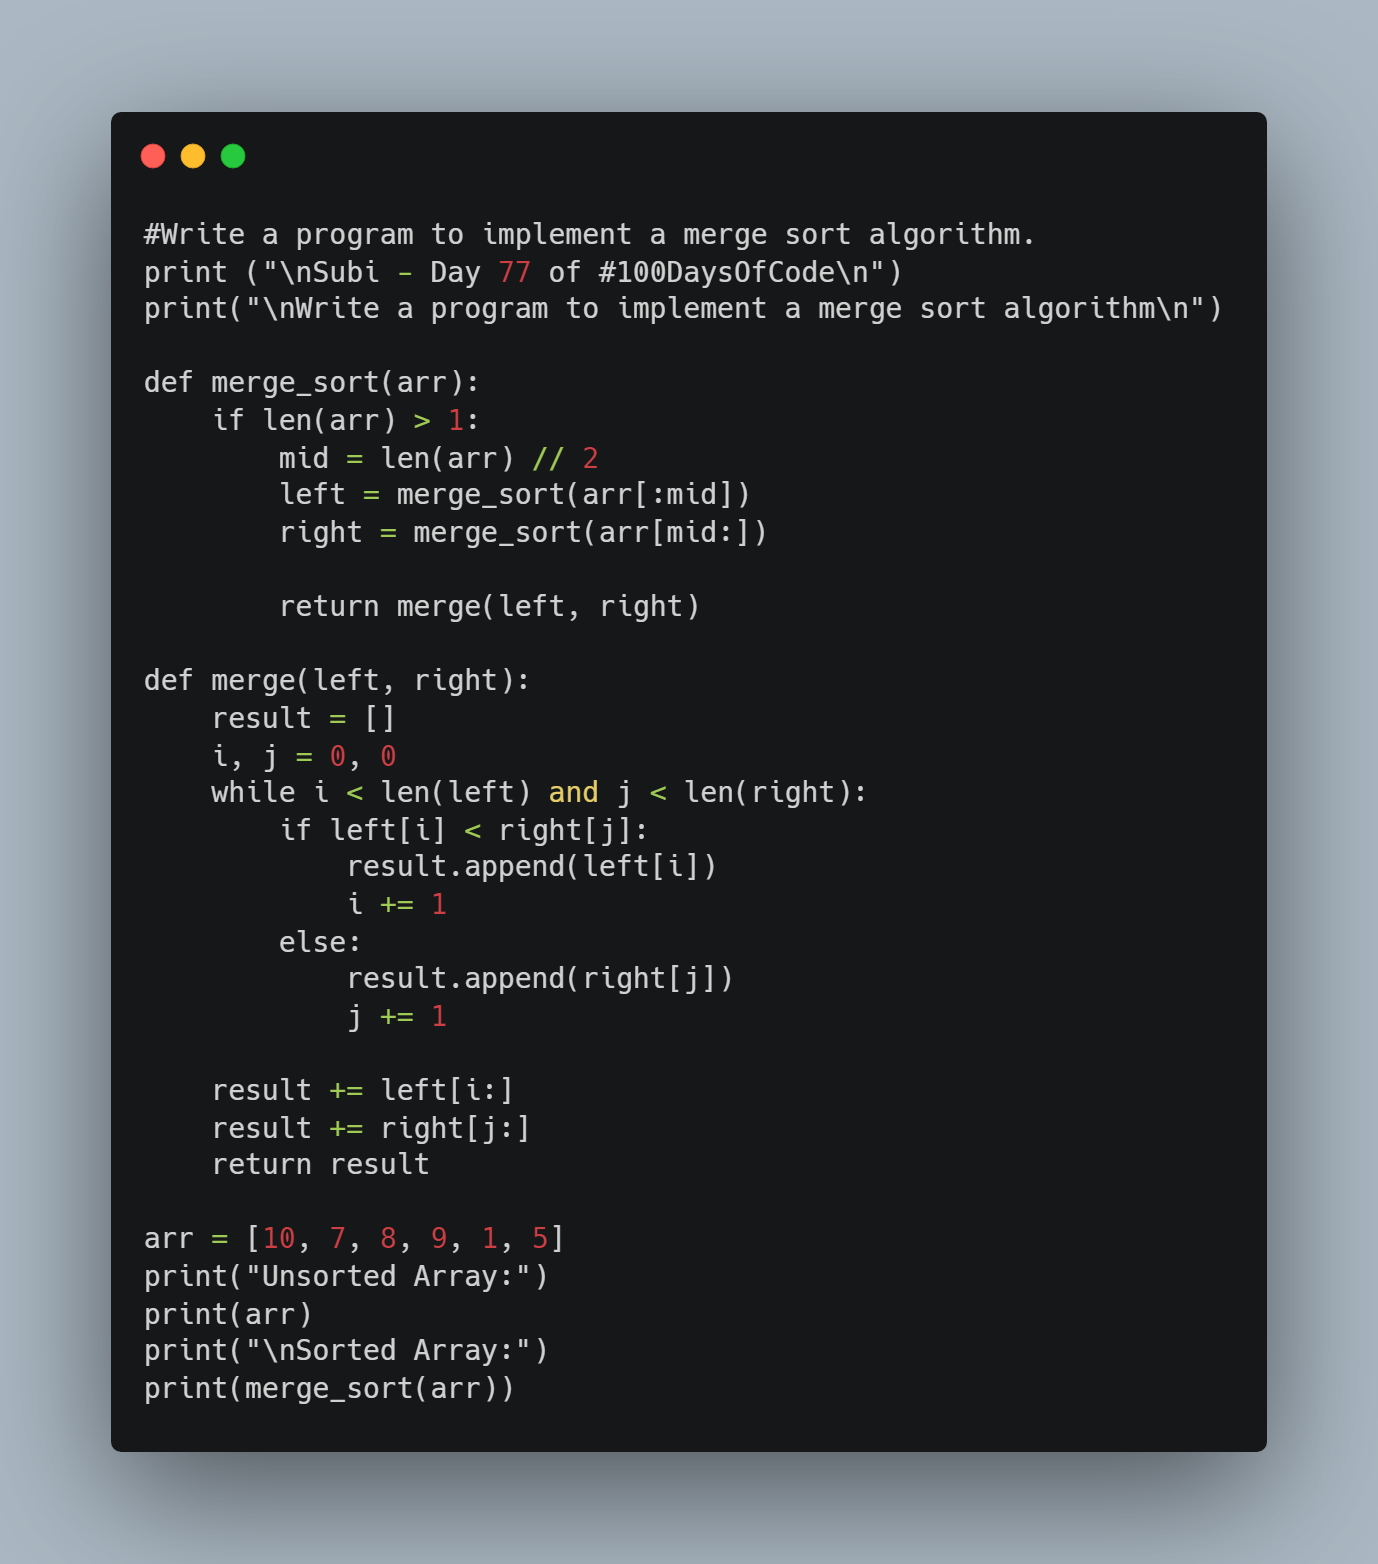 #Write a program to implement a merge sort algorithm.
print ("\nSubi - Day 77 of #100DaysOfCode\n")
print("\nWrite a program to implement a merge sort algorithm\n")

def merge_sort(arr):
    if len(arr) > 1:
        mid = len(arr) // 2
        left = merge_sort(arr[:mid])
        right = merge_sort(arr[mid:])

        return merge(left, right)

def merge(left, right):
    result = []
    i, j = 0, 0
    while i < len(left) and j < len(right):
        if left[i] < right[j]:
            result.append(left[i])
            i += 1
        else:
            result.append(right[j])
            j += 1

    result += left[i:]
    result += right[j:]
    return result

arr = [10, 7, 8, 9, 1, 5]
print("Unsorted Array:")
print(arr)
print("\nSorted Array:")
print(merge_sort(arr))